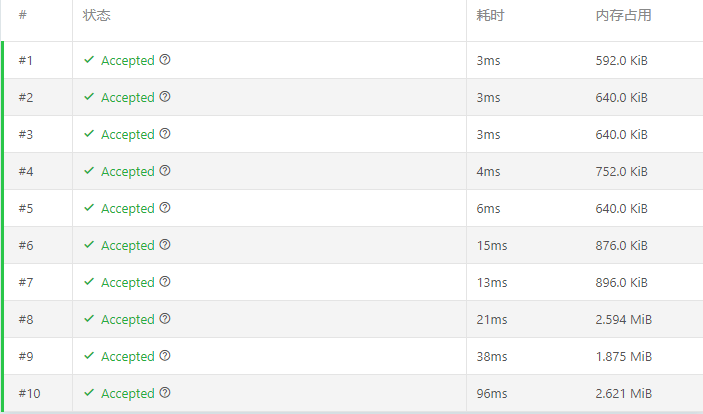 # 状态 耗时 内存占用
#1 Accepted 3ms 592.0 KiB
#2 Accepted 3ms 640.0 KiB
#3 Accepted 3ms 640.0 KiB
#4 Accepted 4ms 752.0 KiB
#5 Accepted 6ms 640.0 KiB
#6 Accepted 15ms 876.0 KiB
#7 Accepted 13ms 896.0 KiB
#8 Accepted 21ms 2.594 MiB
#9 Accepted 38ms 1.875 MiB
#10 Accepted 96ms 2.621 MiB